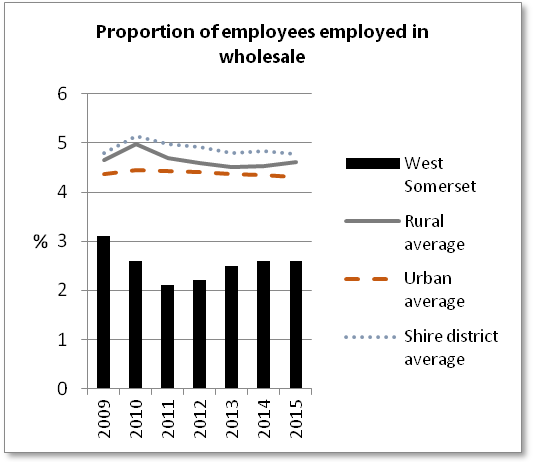 Proportion of employees employed in
wholesale
6
5
4
3
2
1
0
%
2009
2010
2011
2012
2013
2014
2015
West
Somerset
Rural
average
Urban
average
Shire district
average